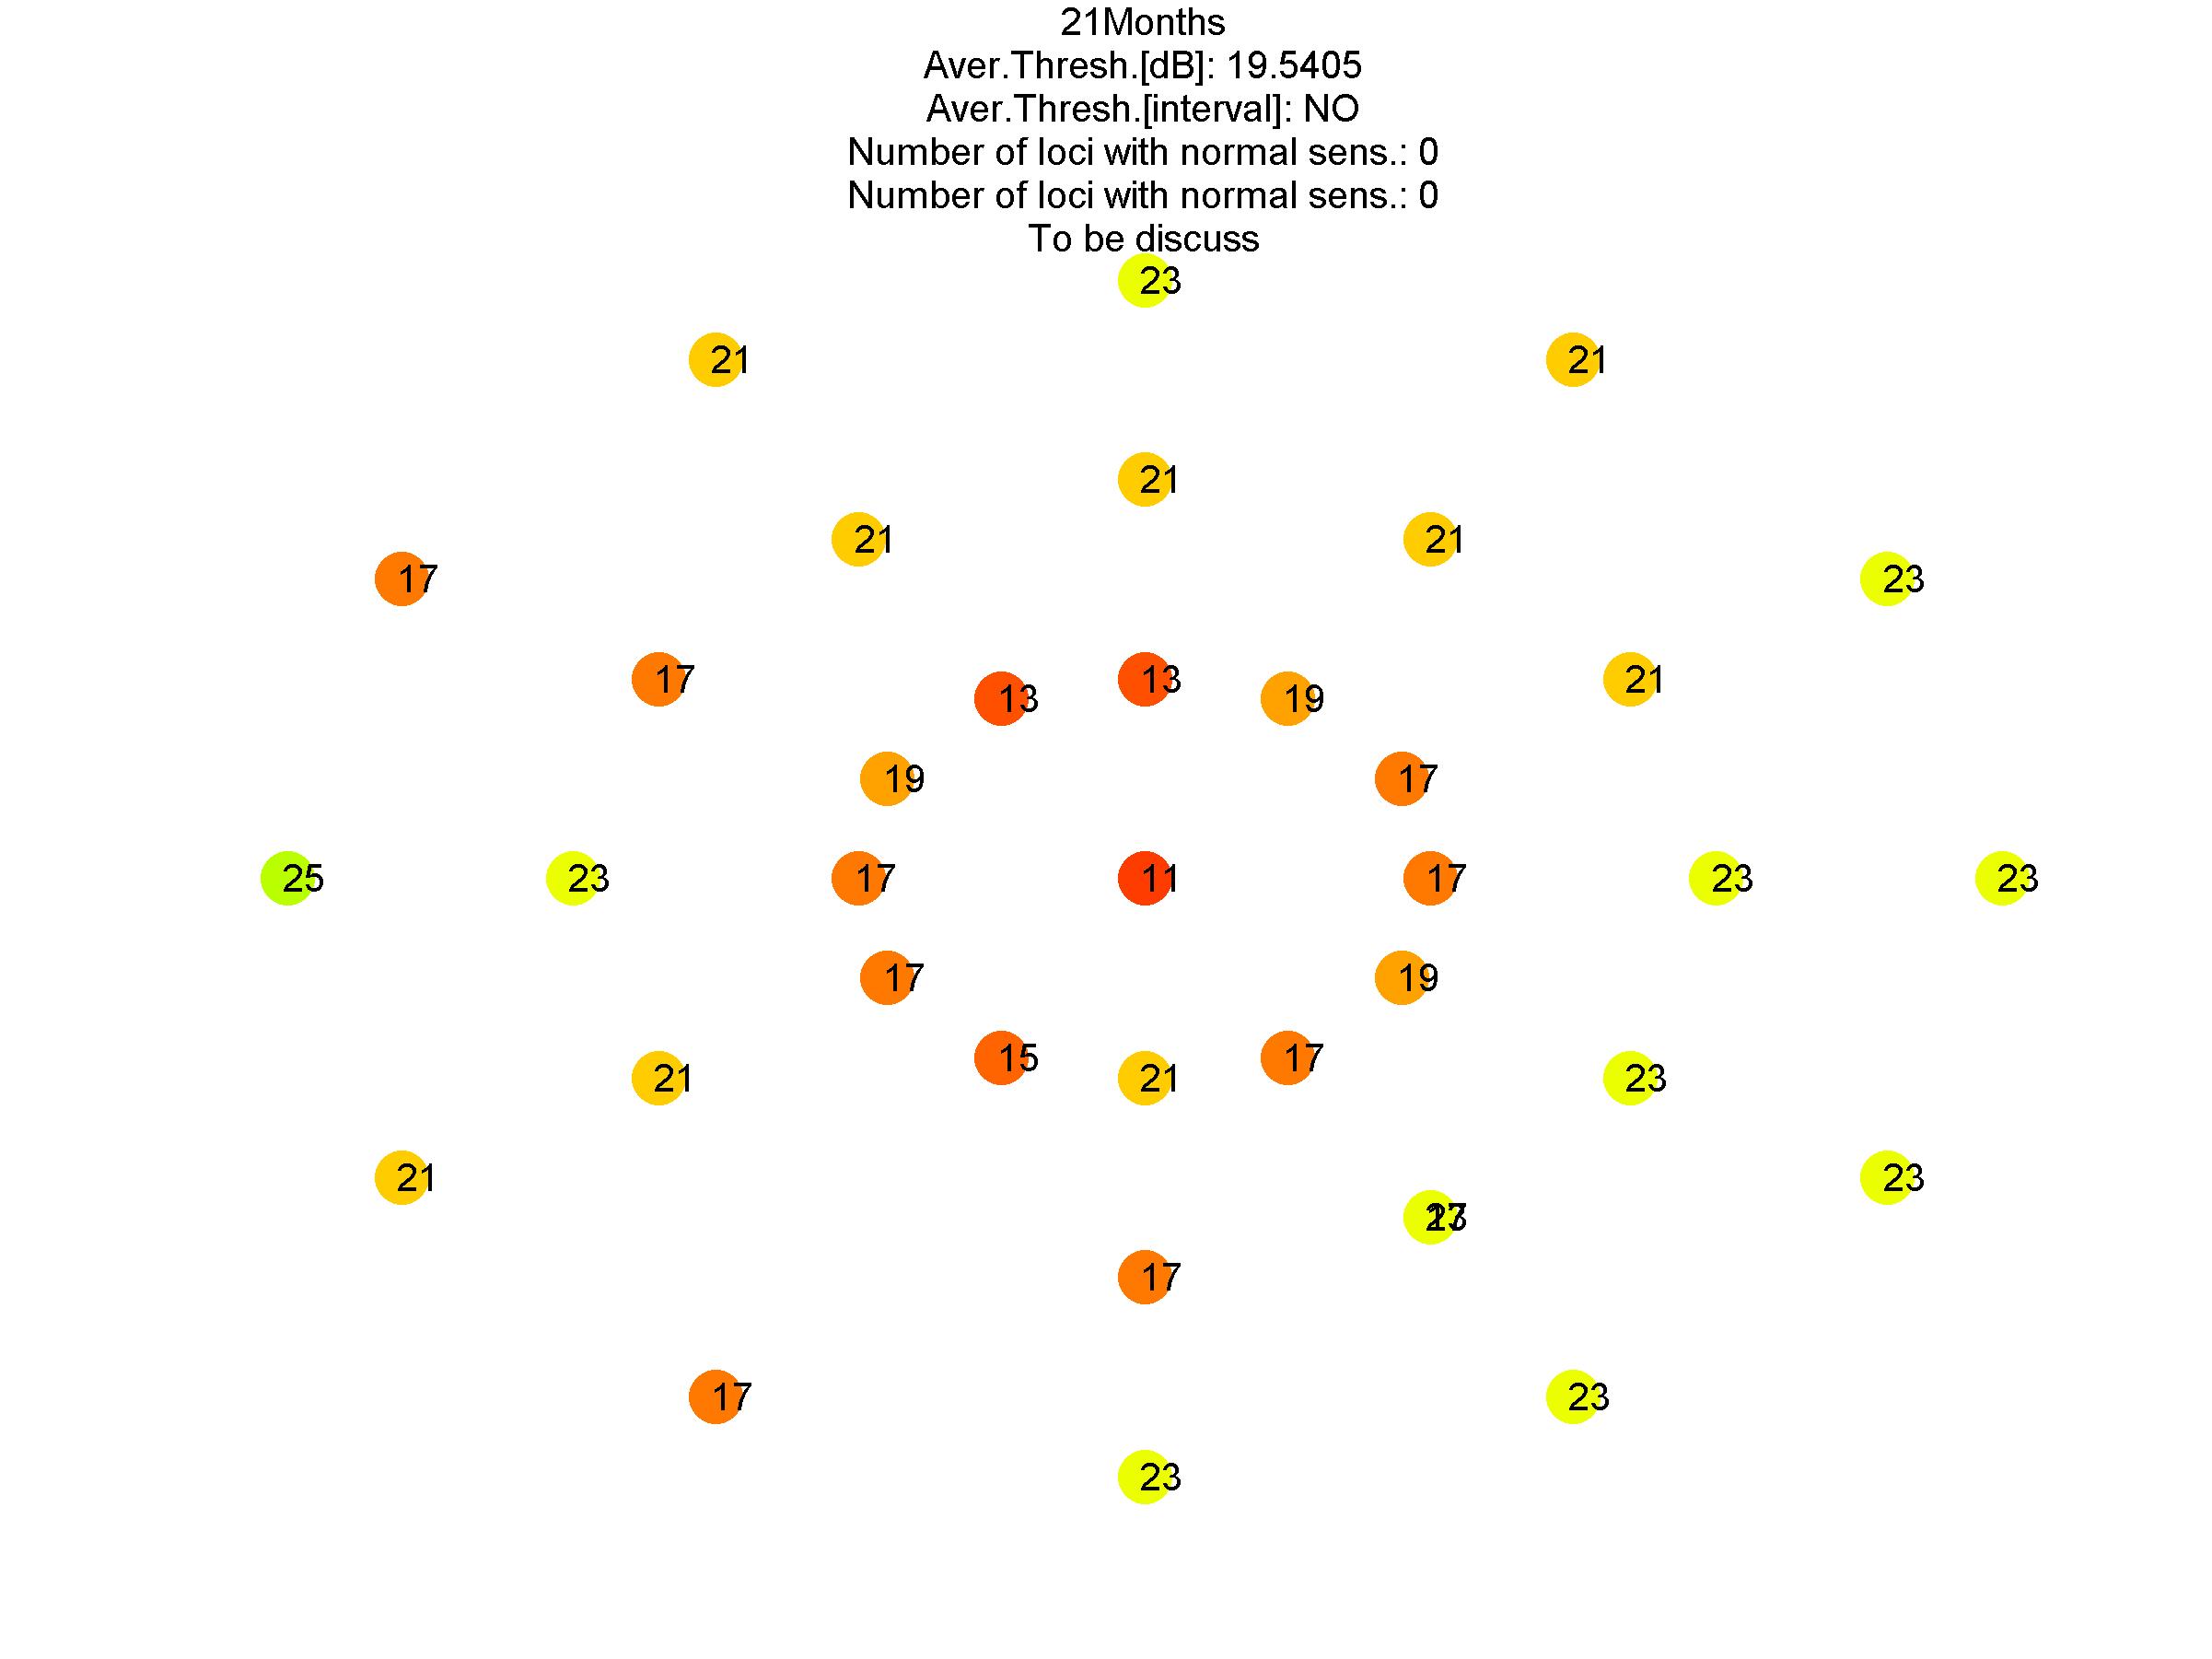 21Months
Aver.Thresh.[dB]: 19.5405
Aver.Thresh.[interval]: NO
Number of loci with normal sens.: 0
Number of loci with normal sens.: 0
To be discuss
23
21 21
21
21 21
17 23
17 13 13 19 21
19 17
25 23 17 11 17 23 23
17 19
21 15 21 17 23
21 23
17
17 23
23